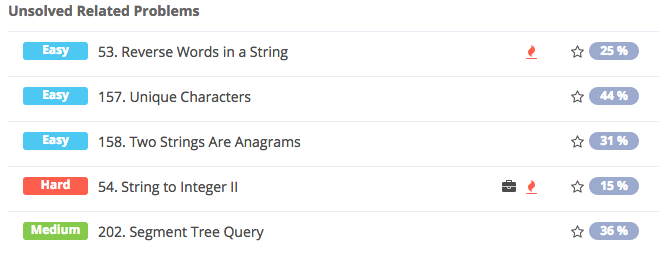 Unsolved Related Problems
Easy 53. Reverse Words in a String 25 %
Easy 157. Unique Characters 44 %
Easy 158. Two Strings Are Anagrams 31 %
Hard 54. String to Integer II 15 %
Medium 202. Segment Tree Query 36 %